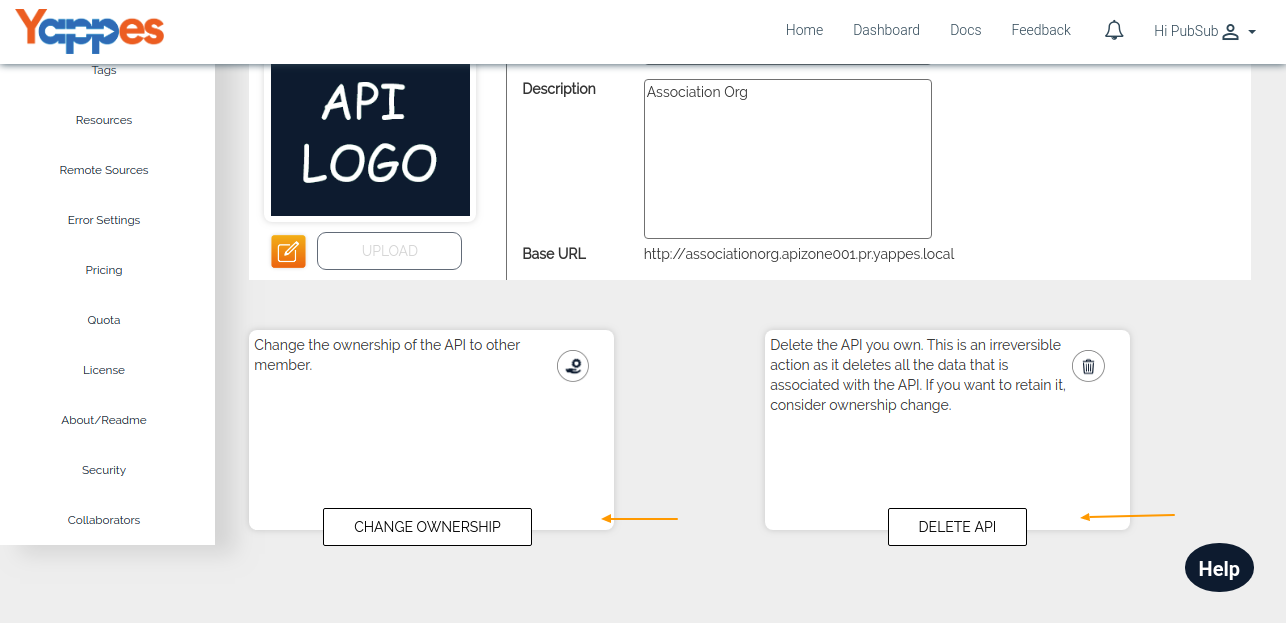 Yappes
Home
Dashboard
Docs
Feedback
Hi PubSub
Tags
Resources
Remote Sources
Error Settings
Pricing
Quota
License
About/Readme
Security
Collaborators
API
LOGO
UPLOAD
Description
Association Org
Base URL
http://associationorg.apizone001.pr.yappes.local
Change the ownership of the API to other
member.
CHANGE OWNERSHIP
Delete the API you own. This is an irreversible
action as it deletes all the data that is
associated with the API. If you want to retain it,
consider ownership change.
DELETE API
Help